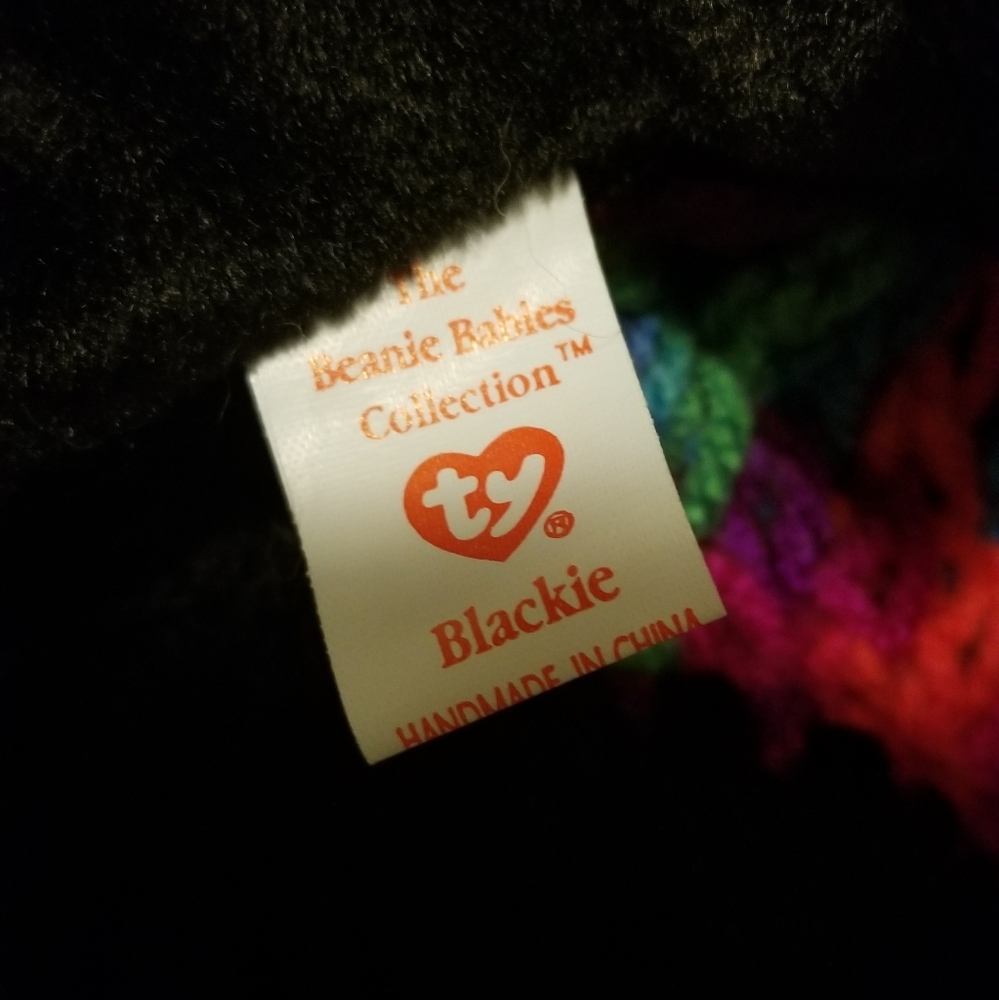 The
Beanie Babies
Collection™
ty®
Blackie
HANDMADE IN CHINA